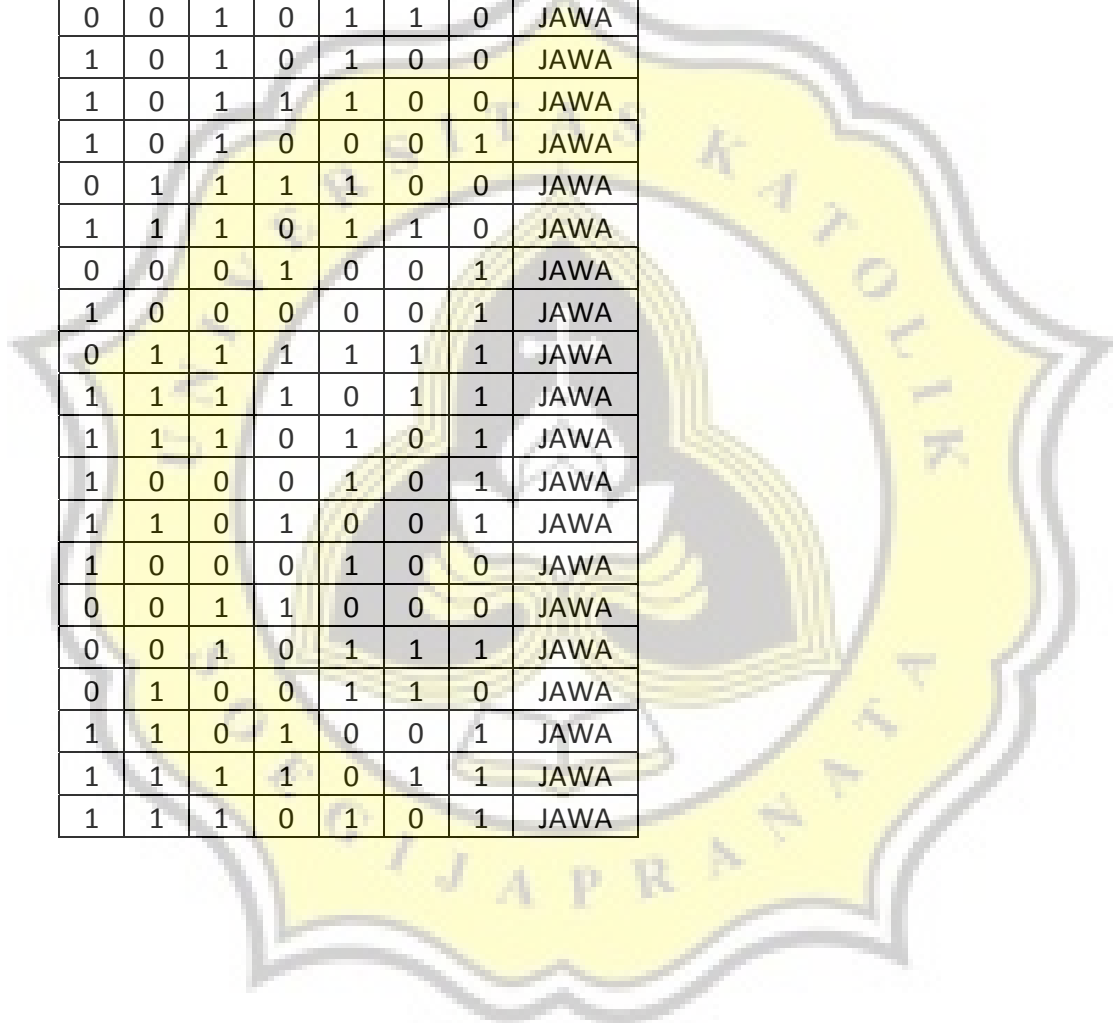 0 0 1 0 1 1 0 JAWA
1 0 1 0 1 0 0 JAWA
1 0 1 1 1 0 0 JAWA
1 0 1 0 0 0 1 JAWA
0 1 1 1 1 0 0 JAWA
1 1 1 0 1 1 0 JAWA
0 0 0 1 0 0 1 JAWA
1 0 0 0 0 0 1 JAWA
0 1 1 1 1 1 1 JAWA
1 1 1 1 0 1 1 JAWA
1 1 1 0 1 0 1 JAWA
1 0 0 0 1 0 1 JAWA
1 1 0 1 0 0 1 JAWA
1 0 0 0 1 0 0 JAWA
0 0 1 1 0 0 0 JAWA
0 0 1 0 1 1 1 JAWA
0 1 0 0 1 1 0 JAWA
1 1 0 1 0 0 1 JAWA
1 1 1 1 0 1 1 JAWA
1 1 1 0 1 0 1 JAWA
UNIVERSITAS KATOLIK
SOEGIJAPRANATA